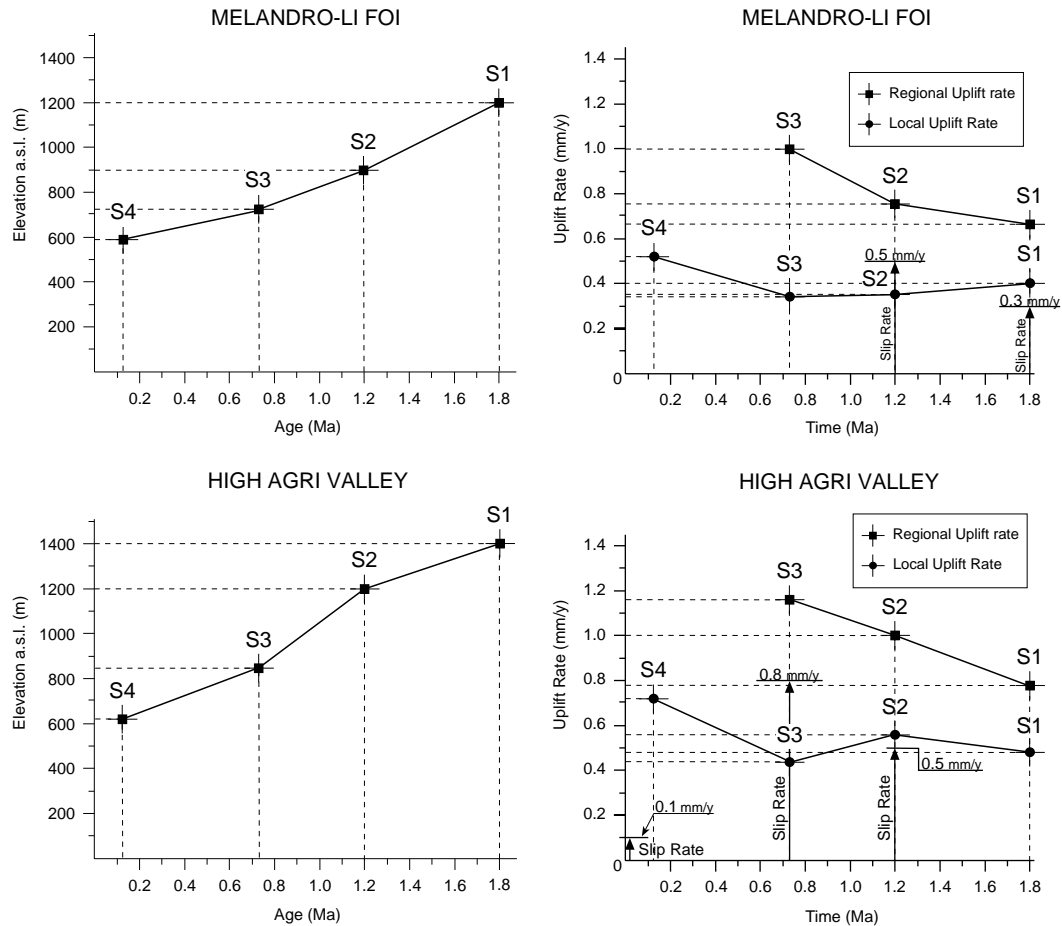 MELANDRO-LI FOI
Elevation a.s.l. (m)
1400
1200
1000
800
600
400
200
S4
S3
S2
S1
0.2 0.4 0.6 0.8 1.0 1.2 1.4 1.6 1.8
Age (Ma)
MELANDRO-LI FOI
Uplift Rate (mm/y)
1.4
1.2
1.0
0.8
0.6
0.4
0.2
0
Regional Uplift rate
Local Uplift Rate
S3
S2
S1
S4
S3
S2
S1
0.5 mm/y
0.3 mm/y
Slip Rate
Slip Rate
0.2 0.4 0.6 0.8 1.0 1.2 1.4 1.6 1.8
Time (Ma)
HIGH AGRI VALLEY
Elevation a.s.l. (m)
1400
1200
1000
800
600
400
200
S4
S3
S2
S1
0.2 0.4 0.6 0.8 1.0 1.2 1.4 1.6 1.8
Age (Ma)
HIGH AGRI VALLEY
Uplift Rate (mm/y)
1.4
1.2
1.0
0.8
0.6
0.4
0.2
0
Regional Uplift rate
Local Uplift Rate
S3
S2
S1
S4
0.8 mm/y
S3
S2
S1
0.5 mm/y
0.1 mm/y
Slip Rate
Slip Rate
Slip Rate
0.2 0.4 0.6 0.8 1.0 1.2 1.4 1.6 1.8
Time (Ma)